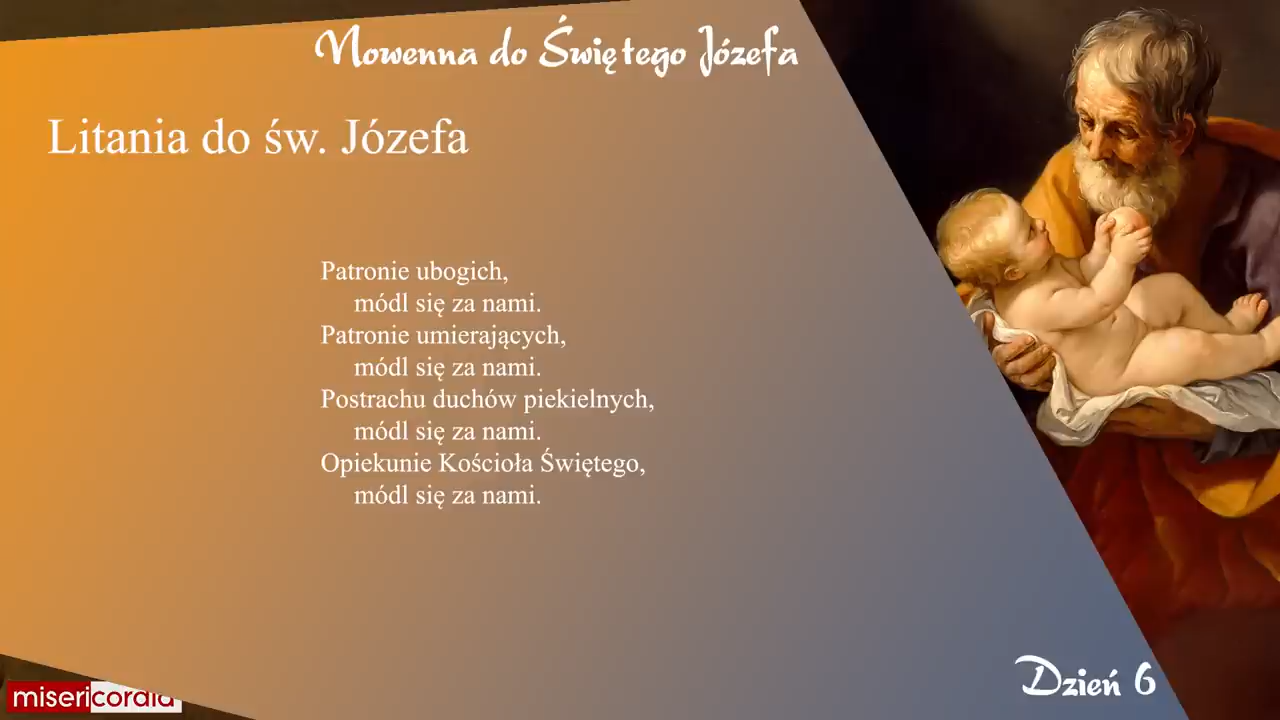 Nowenna do Świętego Józefa
Litania do św. Józefa
Patronie ubogich,
módl się za nami.
Patronie umierających,
módl się za nami.
Postrachu duchów piekielnych,
módl się za nami.
Opiekunie Kościoła Świętego,
módl się za nami.
Dzień 6
misericordia